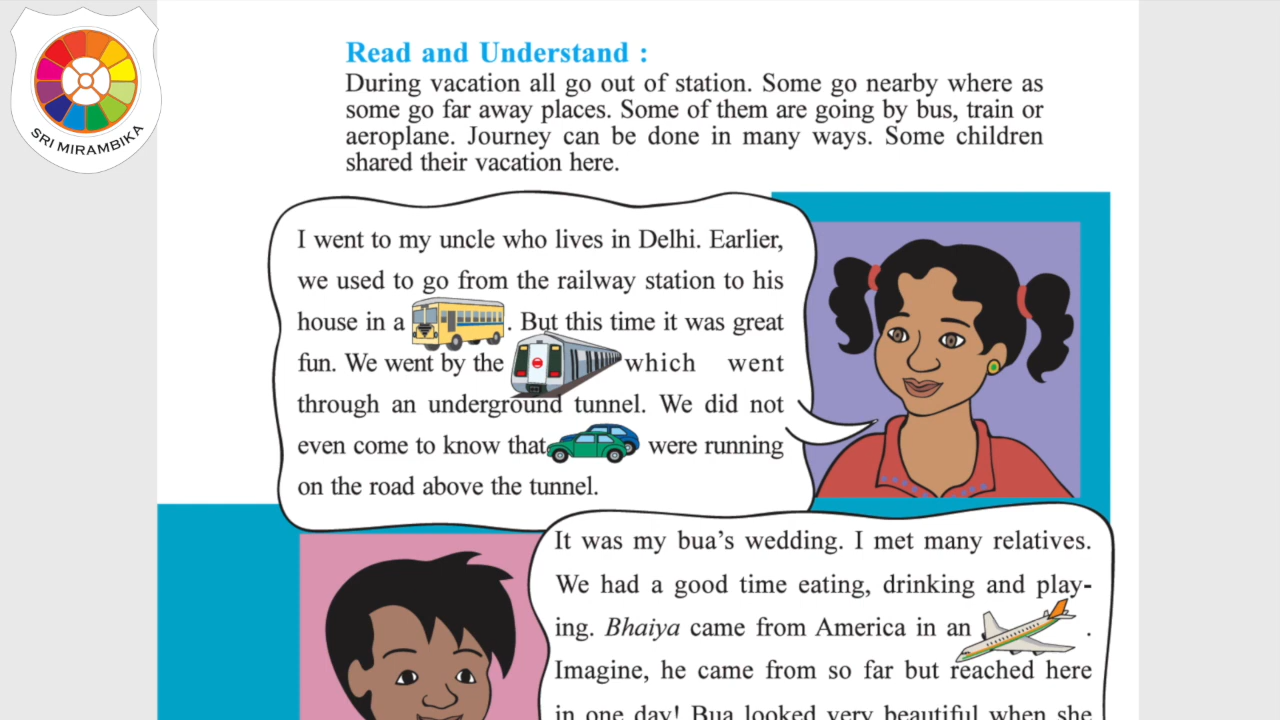 SRI MIRAMBIKA
Read and Understand :
During vacation all go out of station. Some go nearby where as
some go far away places. Some of them are going by bus, train or
aeroplane. Journey can be done in many ways. Some children
shared their vacation here.
I went to my uncle who lives in Delhi. Earlier,
we used to go from the railway station to his
house in a . But this time it was great
fun. We went by the which went
through an underground tunnel. We did not
even come to know that were running
on the road above the tunnel.
It was my bua's wedding. I met many relatives.
We had a good time eating, drinking and play-
ing. Bhaiya came from America in an .
Imagine, he came from so far but reached here
in one day! Bua looked very beautiful when she